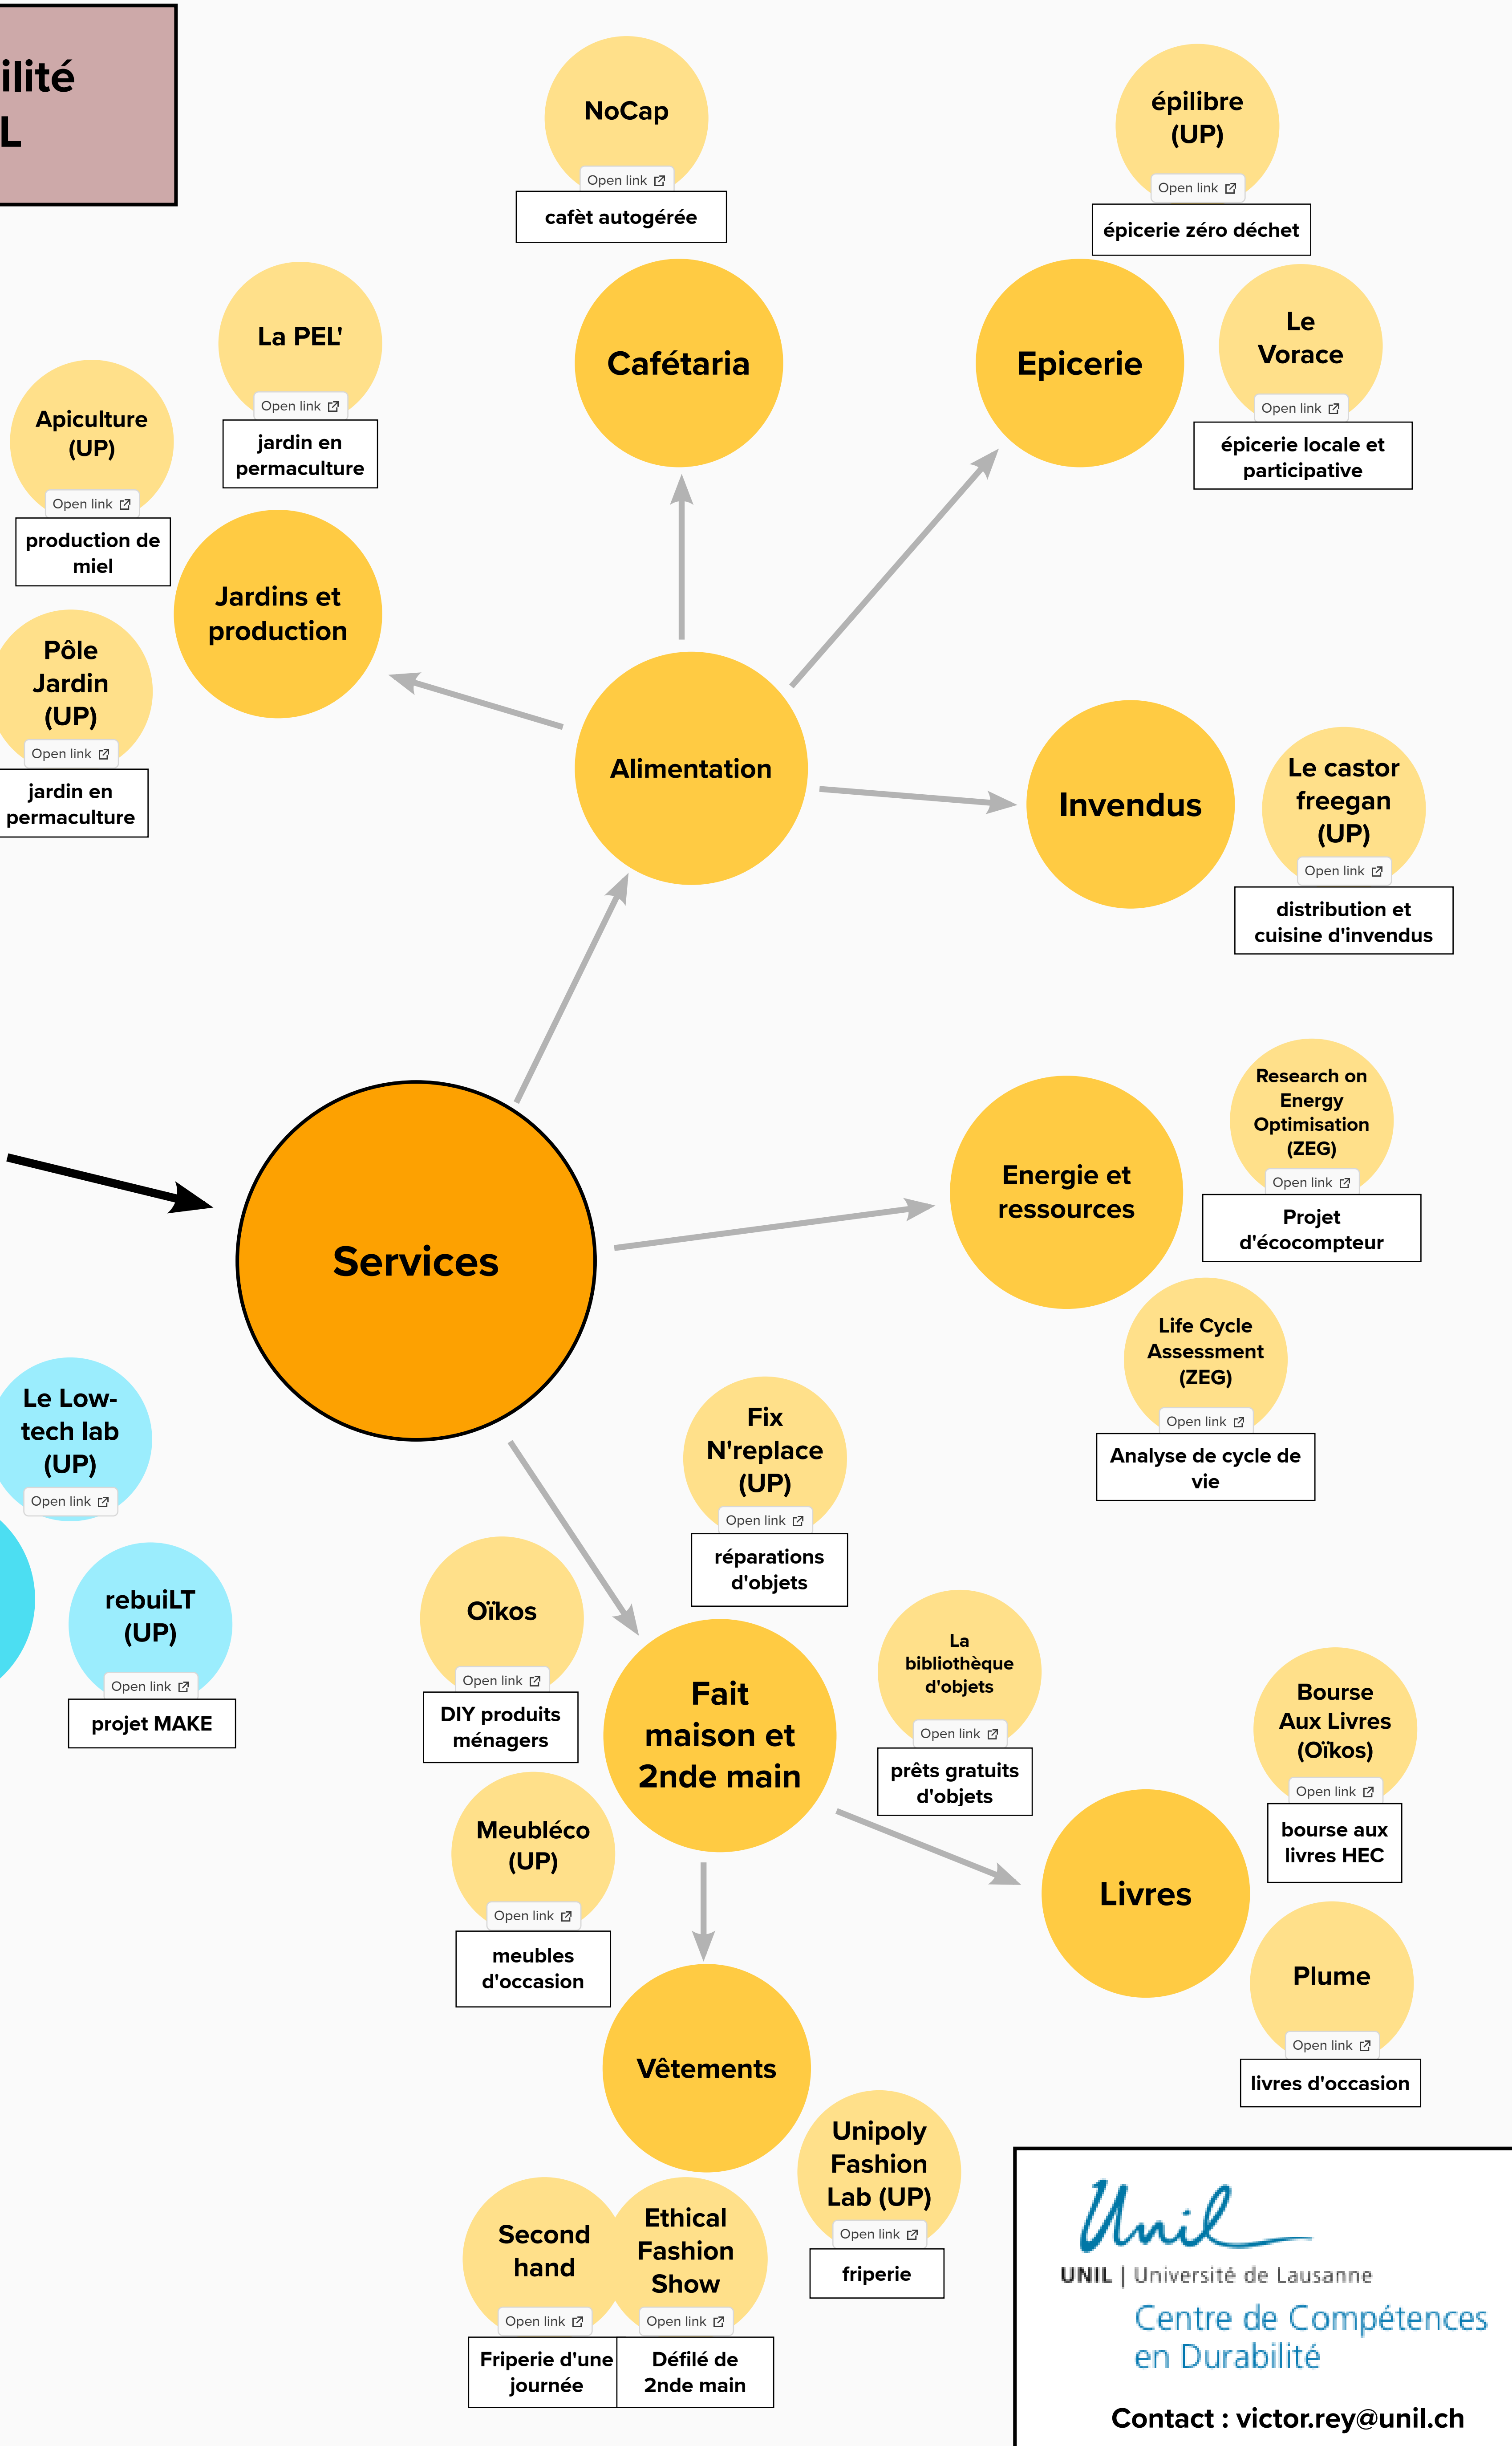 ilité
L
NoCap
Open link
cafèt autogérée
épilibre
(UP)
Open link
épicerie zéro déchet
La PEL'
Open link
jardin en
permaculture
Cafétaria
Epicerie
Le
Vorace
Open link
épicerie locale et
participative
Apiculture
(UP)
Open link
production de
miel
Jardins et
production
Pôle
Jardin
(UP)
Open link
jardin en
permaculture
Alimentation
Invendus
Le castor
freegan
(UP)
Open link
distribution et
cuisine d'invendus
Services
Energie et
ressources
Research on
Energy
Optimisation
(ZEG)
Open link
Projet
d'écocompteur
Life Cycle
Assessment
(ZEG)
Open link
Analyse de cycle de
vie
Le Low-
tech lab
(UP)
Open link
rebuiLT
(UP)
Open link
projet MAKE
Fix
N'replace
(UP)
Open link
réparations
d'objets
Oïkos
Open link
DIY produits
ménagers
Fait
maison et
2nde main
La
bibliothèque
d'objets
Open link
prêts gratuits
d'objets
Bourse
Aux Livres
(Oïkos)
Open link
bourse aux
livres HEC
Meubléco
(UP)
Open link
meubles
d'occasion
Livres
Plume
Open link
livres d'occasion
Vêtements
Unipoly
Fashion
Lab (UP)
Open link
friperie
Second
hand
Open link
Friperie d'une
journée
Ethical
Fashion
Show
Open link
Défilé de
2nde main
Unil
UNIL | Université de Lausanne
Centre de Compétences
en Durabilité
Contact : victor.rey@unil.ch